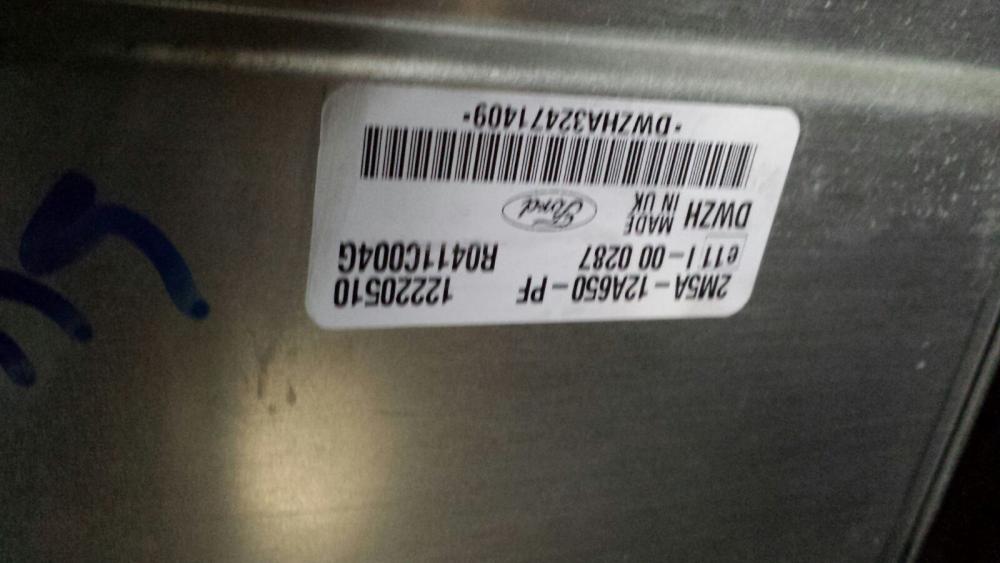 2M5A-12A650-PF 12220510
e11 I-00 0287 R0411C004G
DWZH MADE IN UK Ford
*DWZHA32471409*